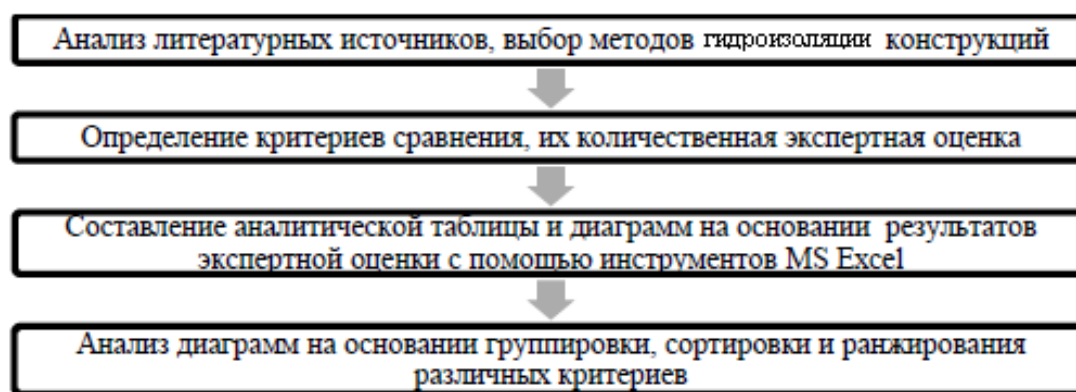 Анализ литературных источников, выбор методов гидроизоляции конструкций
Определение критериев сравнения, их количественная экспертная оценка
Составление аналитической таблицы и диаграмм на основании результатов
экспертной оценки с помощью инструментов MS Excel
Анализ диаграмм на основании группировки, сортировки и ранжирования
различных критериев